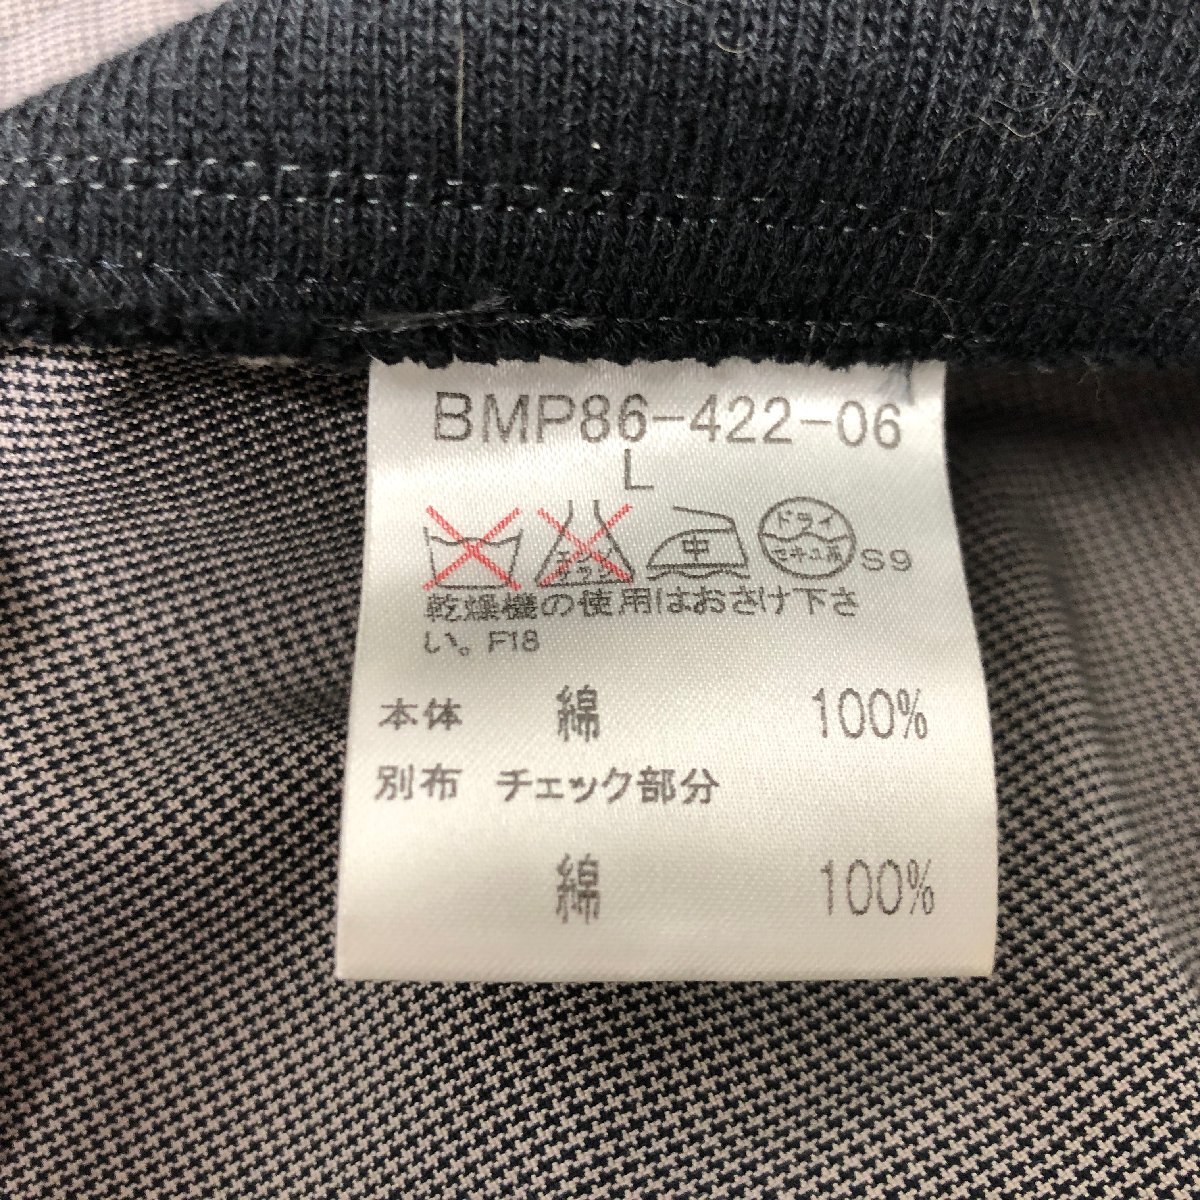 BMP86-422-06
L
中 ドライ
セキユ系 S9
乾燥機の使用はおさけ下さ
い。F18
本体 綿 100%
別布 チェック部分
綿 100%